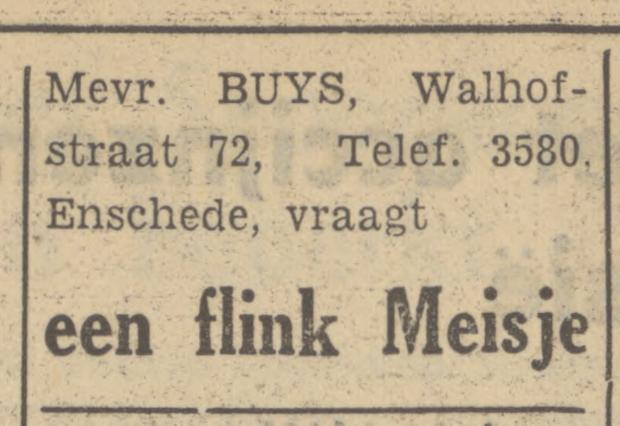 Mevr. BUYS, Walhof-
straat 72, Telef. 3580.
Enschede, vraagt
een flink Meisje